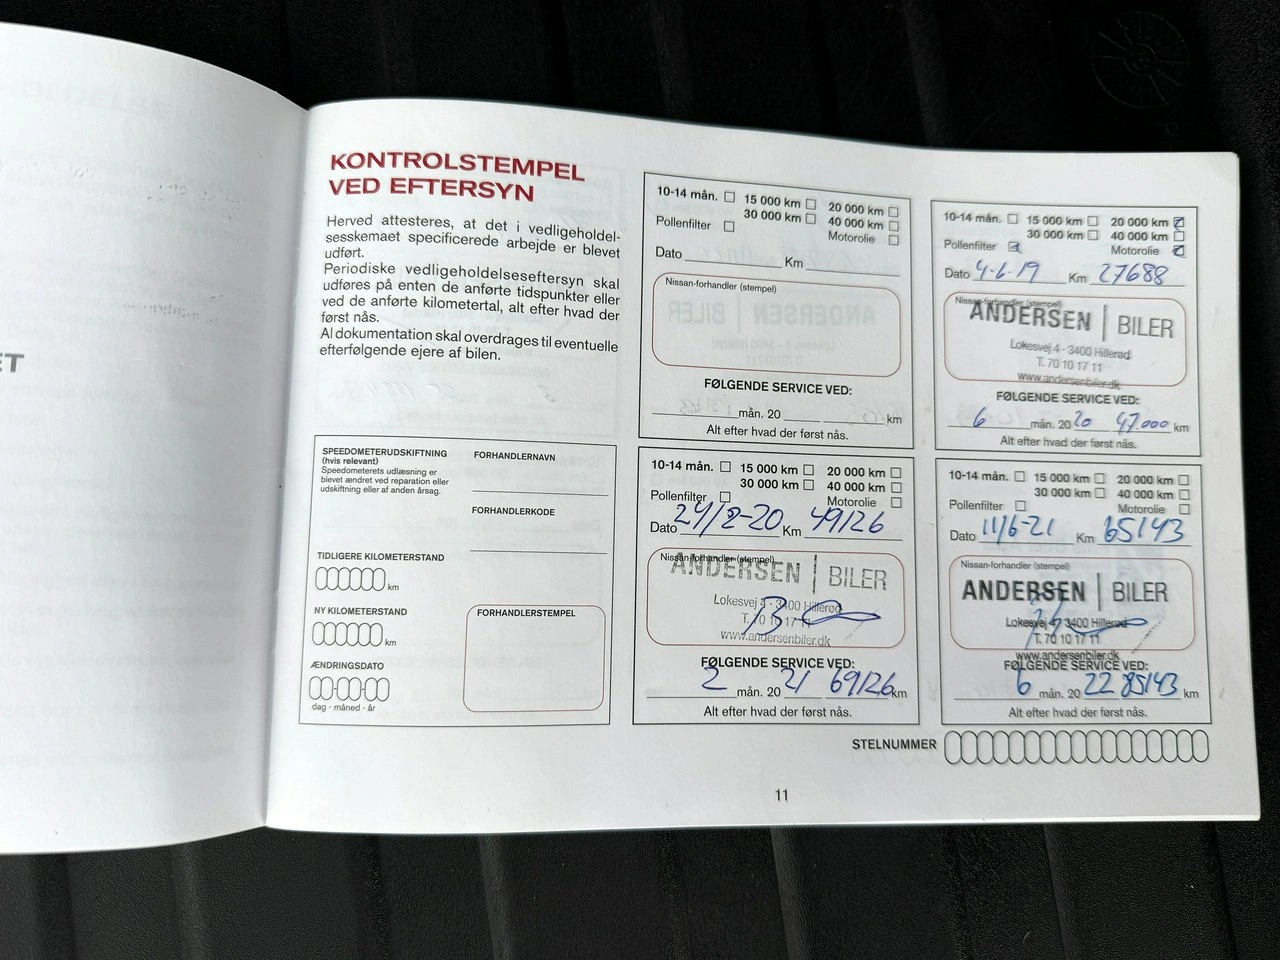 ET
KONTROLSTEMPEL
VED EFTERSYN
Herved attesteres, at det i vedligeholdel-
sesskemaet specificerede arbejde er blevet
udført.
Periodiske vedligeholdelseseftersyn skal
udføres på enten de anførte tidspunkter eller
ved de anførte kilometertal, alt efter hvad der
først nås.
Al dokumentation skal overdrages til eventuelle
efterfølgende ejere af bilen.
SPEEDOMETERUDSKIFTNING
(hvis relevant)
Speedometerets udlæsning er
blevet ændret ved reparation eller
udskiftning eller af anden årsag.
FORHANDLERNAVN
FORHANDLERKODE
TIDLIGERE KILOMETERSTAND
km
NY KILOMETERSTAND
km
ÆNDRINGSDATO
dag - måned - år
FORHANDLERSTEMPEL
10-14 mån. 15 000 km 20 000 km
30 000 km 40 000 km
Pollenfilter Motorolie
Dato Km
Nissan-forhandler (stempel)
FØLGENDE SERVICE VED:
mån. 20 km
Alt efter hvad der først nås.
10-14 mån. 15 000 km 20 000 km
30 000 km 40 000 km
Pollenfilter Motorolie
Dato 4-6-19 Km 27688
Nissan-forhandler (stempel)
ANDERSEN | BILER
Lokesvej 4 - 3400 Hillerød
T. 70 10 17 11
www.andersenbiler.dk
FØLGENDE SERVICE VED:
6 mån. 20 20 47.000 km
Alt efter hvad der først nås.
10-14 mån. 15 000 km 20 000 km
30 000 km 40 000 km
Pollenfilter Motorolie
Dato 24/2-20 Km 49126
Nissan-forhandler (stempel)
ANDERSEN | BILER
Lokesvej 4 - 3400 Hillerød
T. 70 10 17 11
www.andersenbiler.dk
FØLGENDE SERVICE VED:
2 mån. 20 21 69126 km
Alt efter hvad der først nås.
10-14 mån. 15 000 km 20 000 km
30 000 km 40 000 km
Pollenfilter Motorolie
Dato 11/6-21 Km 65143
Nissan-forhandler (stempel)
ANDERSEN | BILER
Lokesvej 4 - 3400 Hillerød
T. 70 10 17 11
www.andersenbiler.dk
FØLGENDE SERVICE VED:
6 mån. 20 22 85143 km
Alt efter hvad der først nås.
STELNUMMER
11